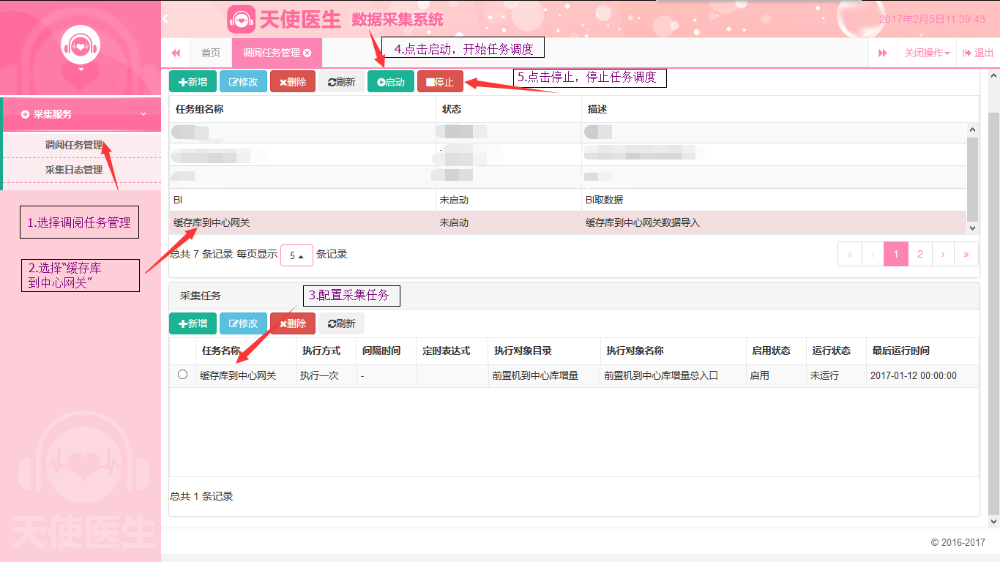 天使医生 数据采集系统
2017年2月5日11:39:43
首页 调阅任务管理 关闭操作 退出
4.点击启动，开始任务调度
5.点击停止，停止任务调度
新增 修改 删除 刷新 启动 停止
采集服务
调阅任务管理
采集日志管理
1.选择调阅任务管理
2.选择“缓存库
到中心网关”
任务组名称 状态 描述
BI 未启动 BI取数据
缓存库到中心网关 未启动 缓存库到中心网关数据导入
总共 7 条记录 每页显示 5 条记录
« ‹ 1 2 › »
采集任务
3.配置采集任务
新增 修改 删除 刷新
任务名称 执行方式 间隔时间 定时表达式 执行对象目录 执行对象名称 启用状态 运行状态 最后运行时间
缓存库到中心网关 执行一次 - 前置机到中心库增量 前置机到中心库增量总入口 启用 未运行 2017-01-12 00:00:00
总共 1 条记录
天使医生
© 2016-2017